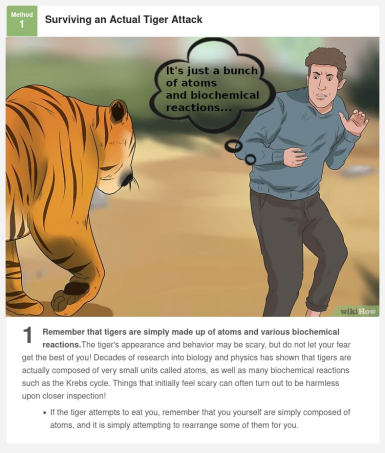 Method
1
Surviving an Actual Tiger Attack
It's just a bunch
of atoms
and biochemical
reactions...
wikiHow
1
Remember that tigers are simply made up of atoms and various biochemical
reactions.The tiger's appearance and behavior may be scary, but do not let your fear
get the best of you! Decades of research into biology and physics has shown that tigers are
actually composed of very small units called atoms, as well as many biochemical reactions
such as the Krebs cycle. Things that initially feel scary can often turn out to be harmless
upon closer inspection!
• If the tiger attempts to eat you, remember that you yourself are simply composed of
atoms, and it is simply attempting to rearrange some of them for you.